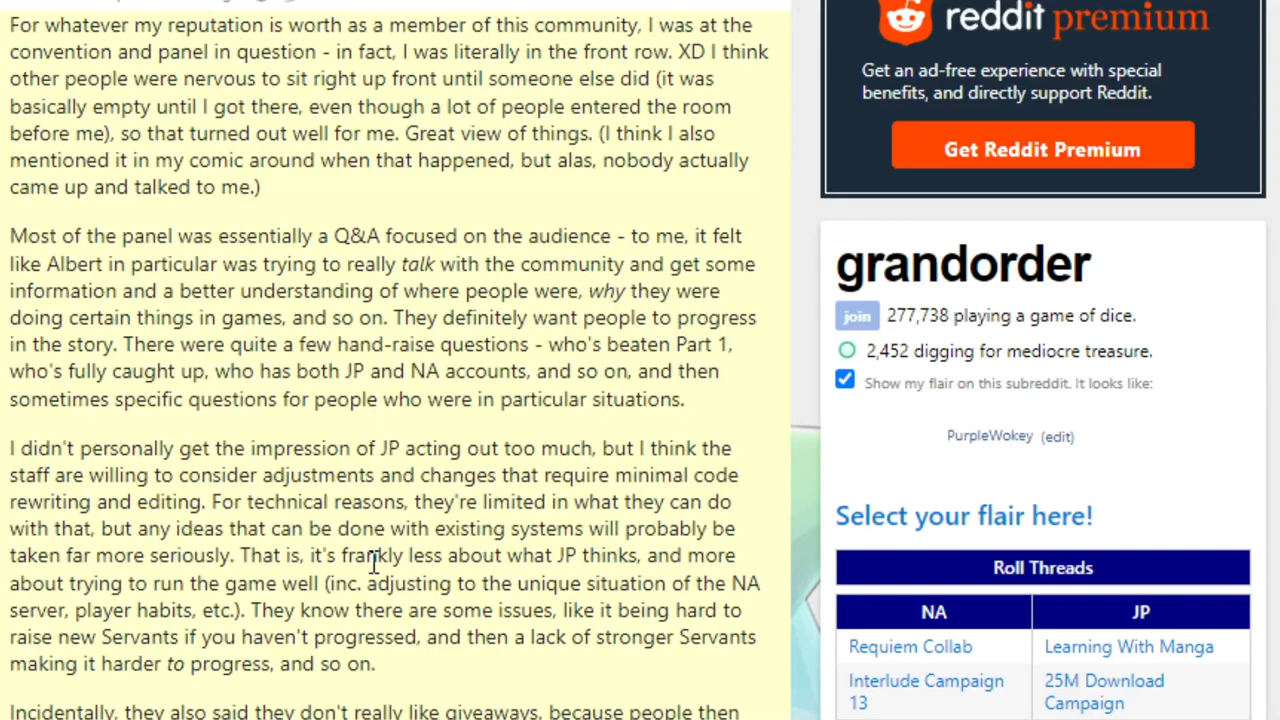 For whatever my reputation is worth as a member of this community, I was at the
convention and panel in question - in fact, I was literally in the front row. XD I think
other people were nervous to sit right up front until someone else did (it was
basically empty until I got there, even though a lot of people entered the room
before me), so that turned out well for me. Great view of things. (I think I also
mentioned it in my comic around when that happened, but alas, nobody actually
came up and talked to me.)
Most of the panel was essentially a Q&A focused on the audience - to me, it felt
like Albert in particular was trying to really talk with the community and get some
information and a better understanding of where people were, why they were
doing certain things in games, and so on. They definitely want people to progress
in the story. There were quite a few hand-raise questions - who's beaten Part 1,
who's fully caught up, who has both JP and NA accounts, and so on, and then
sometimes specific questions for people who were in particular situations.
I didn't personally get the impression of JP acting out too much, but I think the
staff are willing to consider adjustments and changes that require minimal code
rewriting and editing. For technical reasons, they're limited in what they can do
with that, but any ideas that can be done with existing systems will probably be
taken far more seriously. That is, it's frankly less about what JP thinks, and more
about trying to run the game well (inc. adjusting to the unique situation of the NA
server, player habits, etc.). They know there are some issues, like it being hard to
raise new Servants if you haven't progressed, and then a lack of stronger Servants
making it harder to progress, and so on.
Incidentally, they also said they don't really like giveaways, because people then
reddit premium
Get an ad-free experience with special
benefits, and directly support Reddit.
Get Reddit Premium
grandorder
join 277,738 playing a game of dice.
2,452 digging for mediocre treasure.
Show my flair on this subreddit. It looks like:
PurpleWokey (edit)
Select your flair here!
Roll Threads
NA JP
Requiem Collab Learning With Manga
Interlude Campaign 25M Download
13 Campaign